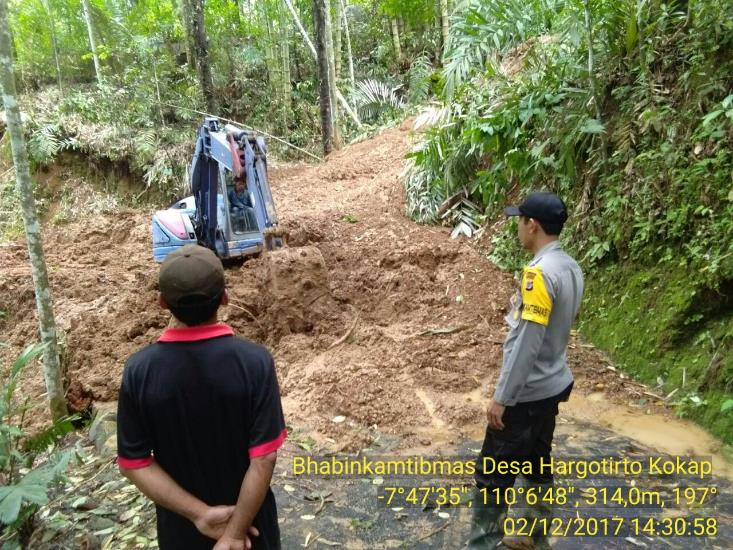 Bhabinkamtibmas Desa Hargotirto Kokap
-7°47'35", 110°6'48", 314,0m, 197°
02/12/2017 14:30:58